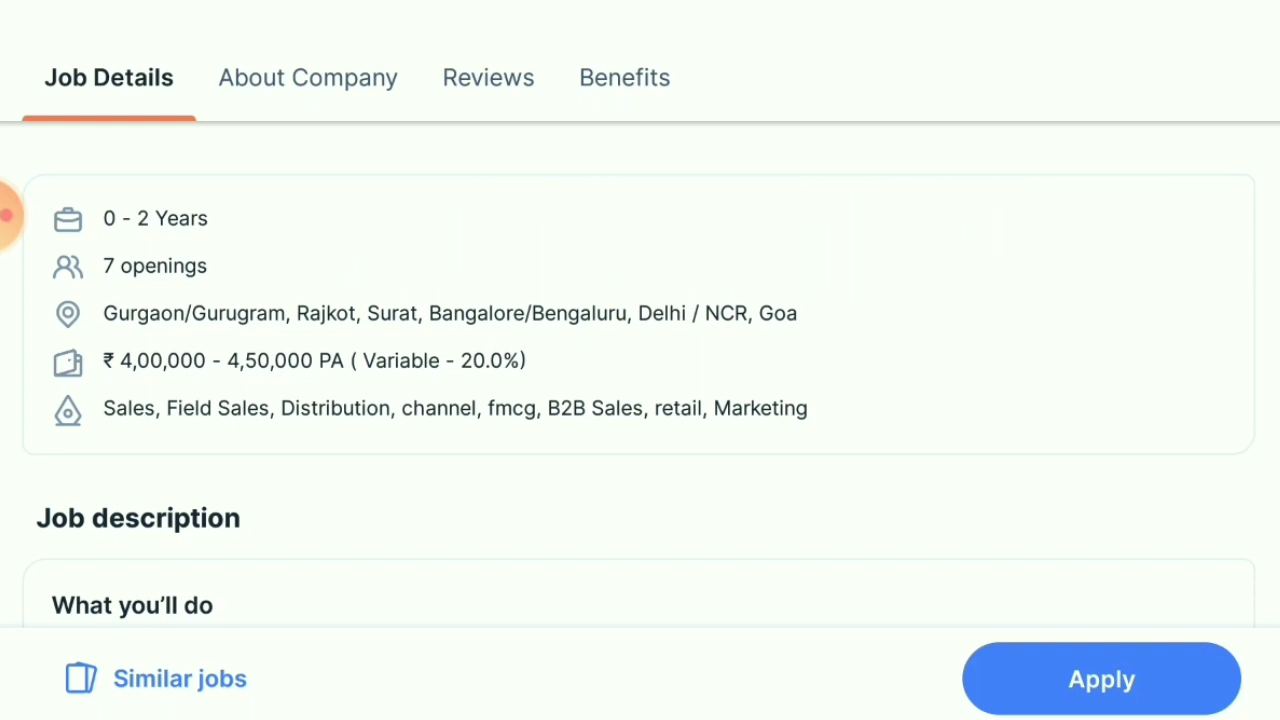 Job Details About Company Reviews Benefits
0 - 2 Years
7 openings
Gurgaon/Gurugram, Rajkot, Surat, Bangalore/Bengaluru, Delhi / NCR, Goa
₹ 4,00,000 - 4,50,000 PA ( Variable - 20.0%)
Sales, Field Sales, Distribution, channel, fmcg, B2B Sales, retail, Marketing
Job description
What you’ll do
Similar jobs Apply